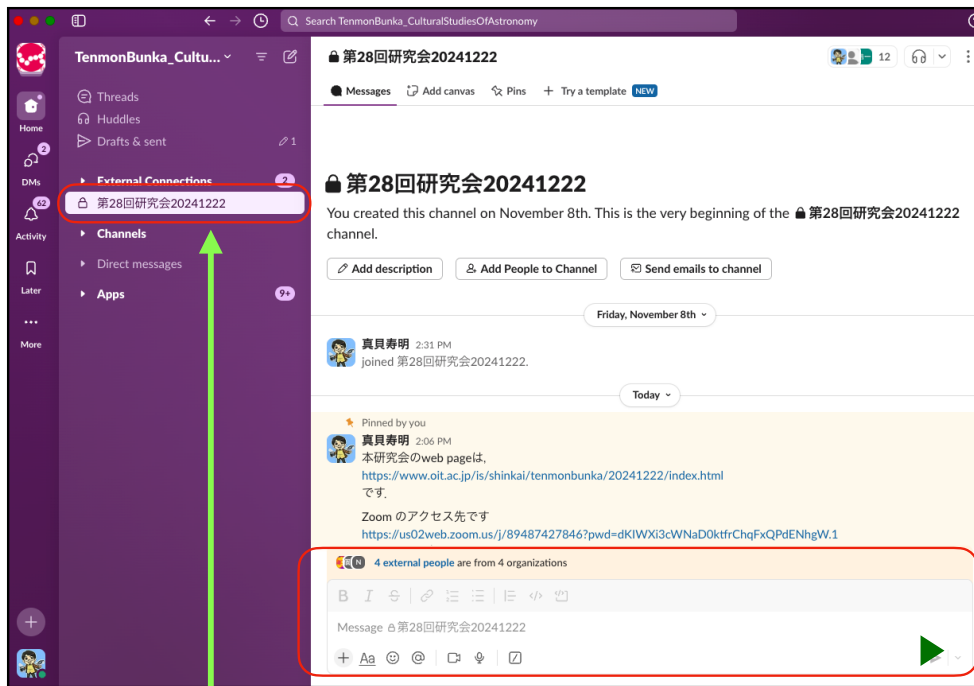 Search TenmonBunka_CulturalStudiesOfAstronomy
Home
2
DMs
62
Activity
Later
More
TenmonBunka_Cultu...
Threads
Huddles
Drafts & sent
1
External Connections
2
第28回研究会20241222
Channels
Direct messages
Apps
9+
第28回研究会20241222
12
Messages
Add canvas
Pins
Try a template NEW
第28回研究会20241222
You created this channel on November 8th. This is the very beginning of the 第28回研究会20241222
channel.
Add description
Add People to Channel
Send emails to channel
Friday, November 8th
真貝寿明 2:31 PM
joined 第28回研究会20241222.
Today
Pinned by you
真貝寿明 2:06 PM
本研究会のweb pageは,
https://www.oit.ac.jp/is/shinkai/tenmonbunka/20241222/index.html
です.
Zoom のアクセス先です
https://us02web.zoom.us/j/89487427846?pwd=dKIWXi3cWNaD0ktfrChqFxQPdENhgW.1
N 4 external people are from 4 organizations
B I S
Message 第28回研究会20241222
Aa